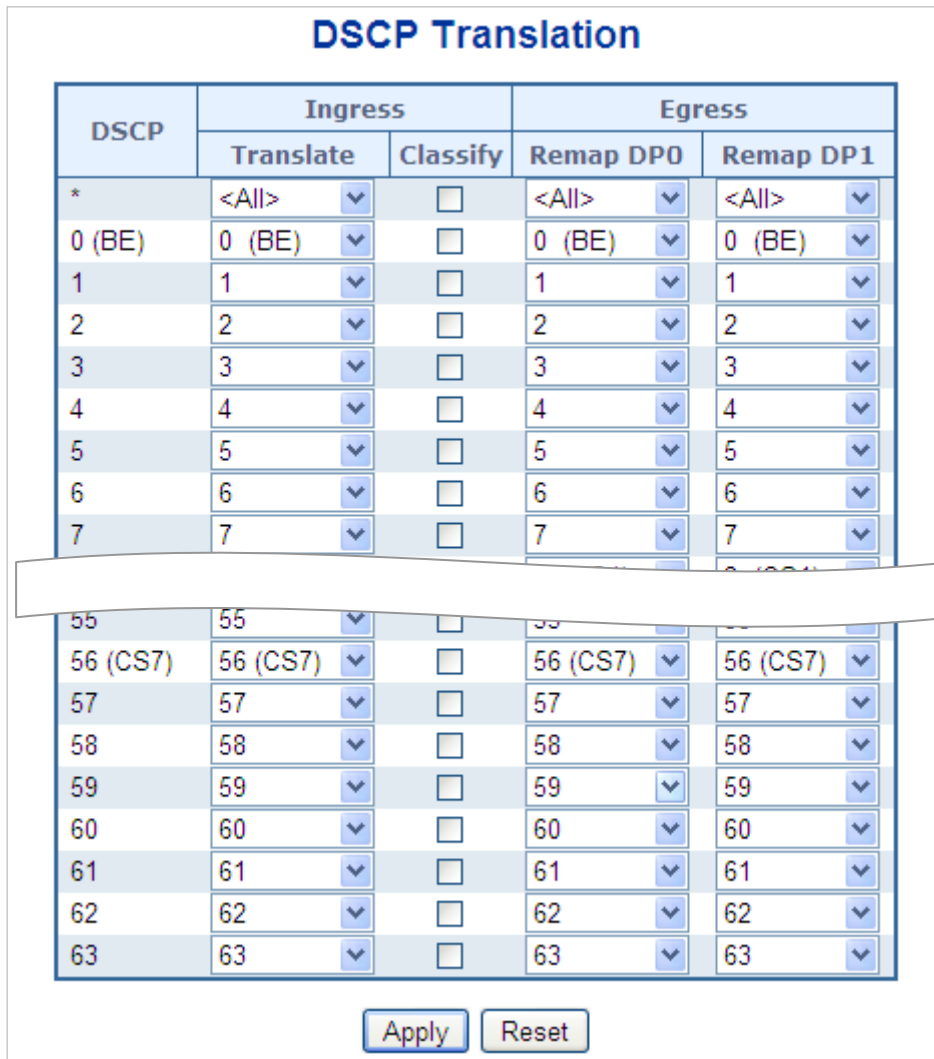 DSCP Translation
DSCP Ingress Egress
Translate Classify Remap DP0 Remap DP1
* <All> <All> <All>
0 (BE) 0 (BE) 0 (BE) 0 (BE)
1 1 1 1
2 2 2 2
3 3 3 3
4 4 4 4
5 5 5 5
6 6 6 6
7 7 7 7
55 55
56 (CS7) 56 (CS7) 56 (CS7) 56 (CS7)
57 57 57 57
58 58 58 58
59 59 59 59
60 60 60 60
61 61 61 61
62 62 62 62
63 63 63 63
Apply Reset